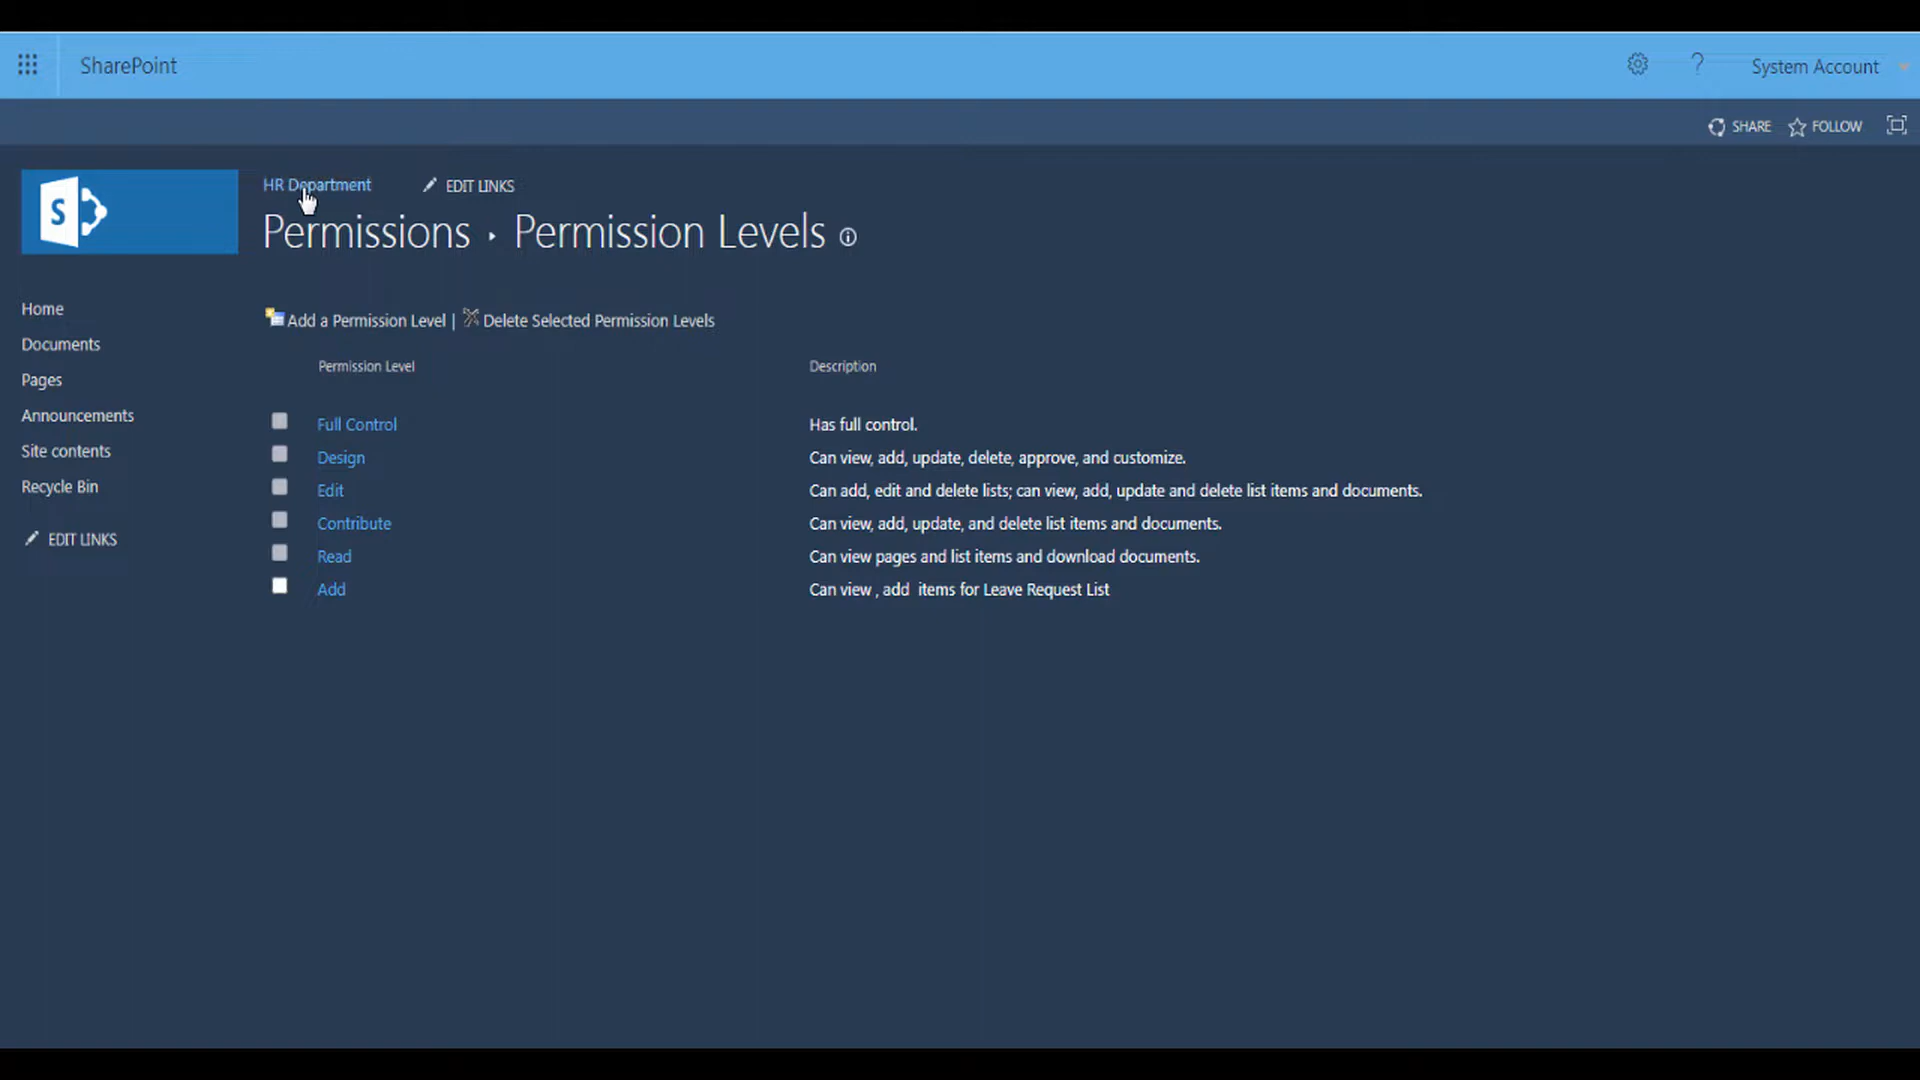 SharePoint
? System Account
SHARE FOLLOW
S
HR Department EDIT LINKS
Permissions ▸ Permission Levels
Home
Documents
Pages
Announcements
Site contents
Recycle Bin
EDIT LINKS
Add a Permission Level | Delete Selected Permission Levels
Permission Level Description
Full Control Has full control.
Design Can view, add, update, delete, approve, and customize.
Edit Can add, edit and delete lists; can view, add, update and delete list items and documents.
Contribute Can view, add, update, and delete list items and documents.
Read Can view pages and list items and download documents.
Add Can view , add items for Leave Request List